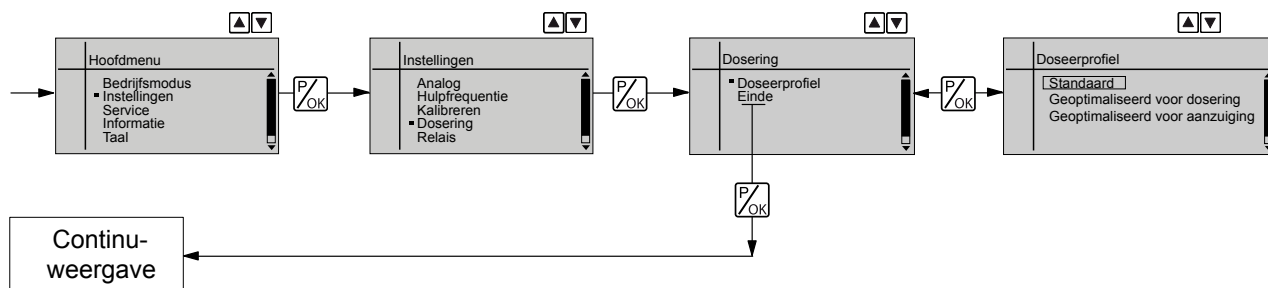 Hoofdmenu
Bedrijfsmodus
Instellingen
Service
Informatie
Taal
P/OK
Instellingen
Analog
Hulpfrequentie
Kalibreren
Dosering
Relais
P/OK
Dosering
Doseerprofiel
Einde
P/OK
Doseerprofiel
Standaard
Geoptimaliseerd voor dosering
Geoptimaliseerd voor aanzuiging
P/OK
Continu-
weergave